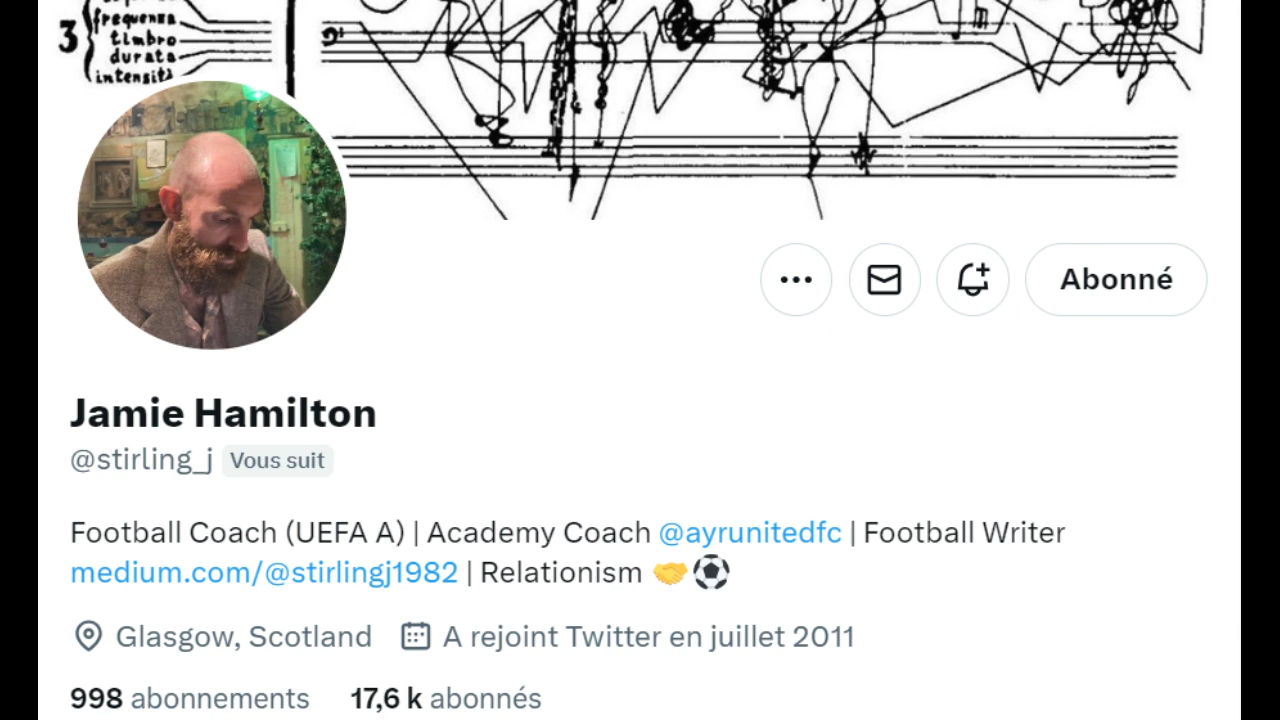 3
frequenza
timbro
durata
intensità
Abonné
Jamie Hamilton
@stirling_j Vous suit
Football Coach (UEFA A) | Academy Coach @ayrunitedfc | Football Writer
medium.com/@stirlingj1982 | Relationism 🤝⚽
Glasgow, Scotland A rejoint Twitter en juillet 2011
998 abonnements 17,6 k abonnés